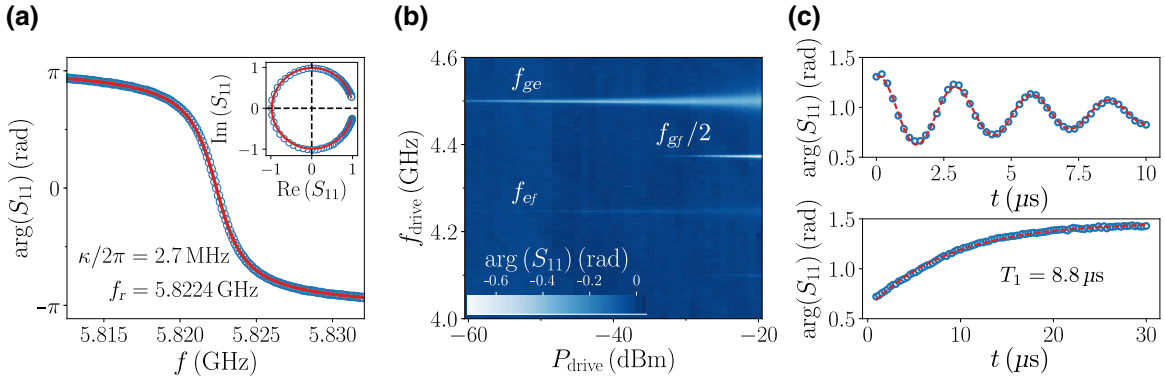 (a)
π
0
−π
arg(S11) (rad)
5.815
5.820
5.825
5.830
f (GHz)
κ/2π = 2.7 MHz
fr = 5.8224 GHz
Im (S11)
1
0
−1
−1
0
1
Re (S11)
(b)
4.6
4.4
4.2
4.0
fdrive (GHz)
fge
fgf/2
fef
arg (S11) (rad)
−0.6
−0.4
−0.2
0
−60
−40
−20
Pdrive (dBm)
(c)
1.5
1.0
0.5
arg(S11) (rad)
0
2.5
5.0
7.5
10
t (μs)
1.5
1.0
0.5
arg(S11) (rad)
T1 = 8.8 μs
0
10
20
30
t (μs)